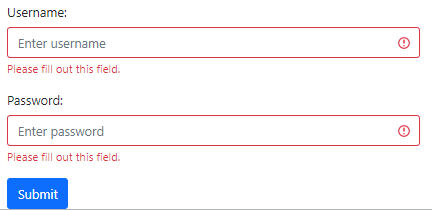 Username:
Enter username
Please fill out this field.
Password:
Enter password
Please fill out this field.
Submit